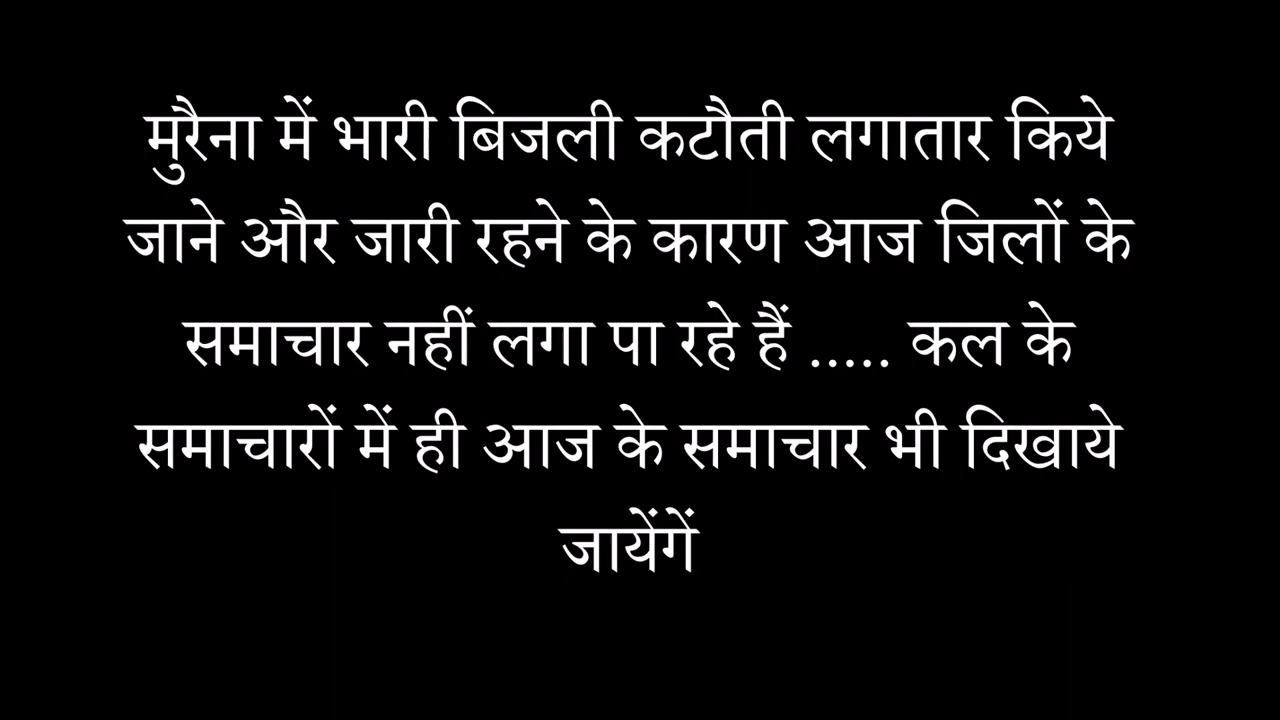 मुरैना में भारी बिजली कटौती लगातार किये
जाने और जारी रहने के कारण आज जिलों के
समाचार नहीं लगा पा रहे हैं ..... कल के
समाचारों में ही आज के समाचार भी दिखाये
जायेंगें